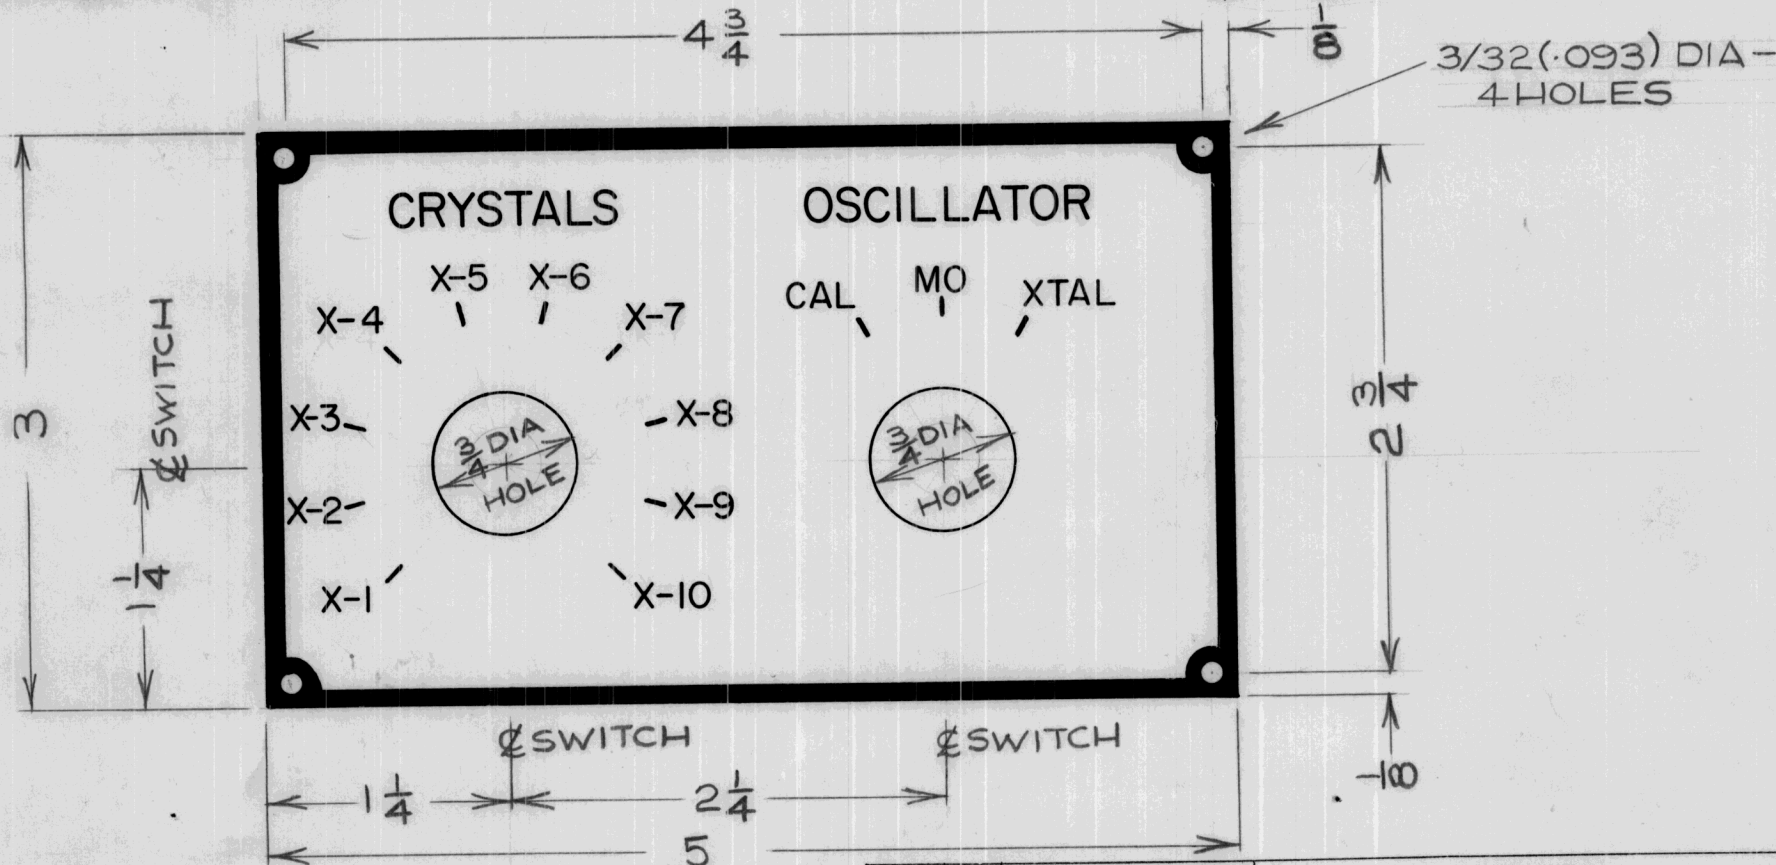 4 3/4
1/8
3/32(.093) DIA-
4 HOLES
CRYSTALS
OSCILLATOR
X-5
X-6
X-4
X-7
CAL
MO
XTAL
X-3
X-8
X-2
X-9
X-1
X-10
3/4 DIA
HOLE
3/4 DIA
HOLE
3
℄ SWITCH
1 1/4
2 3/4
1/8
℄ SWITCH
℄ SWITCH
1 1/4
2 1/4
5